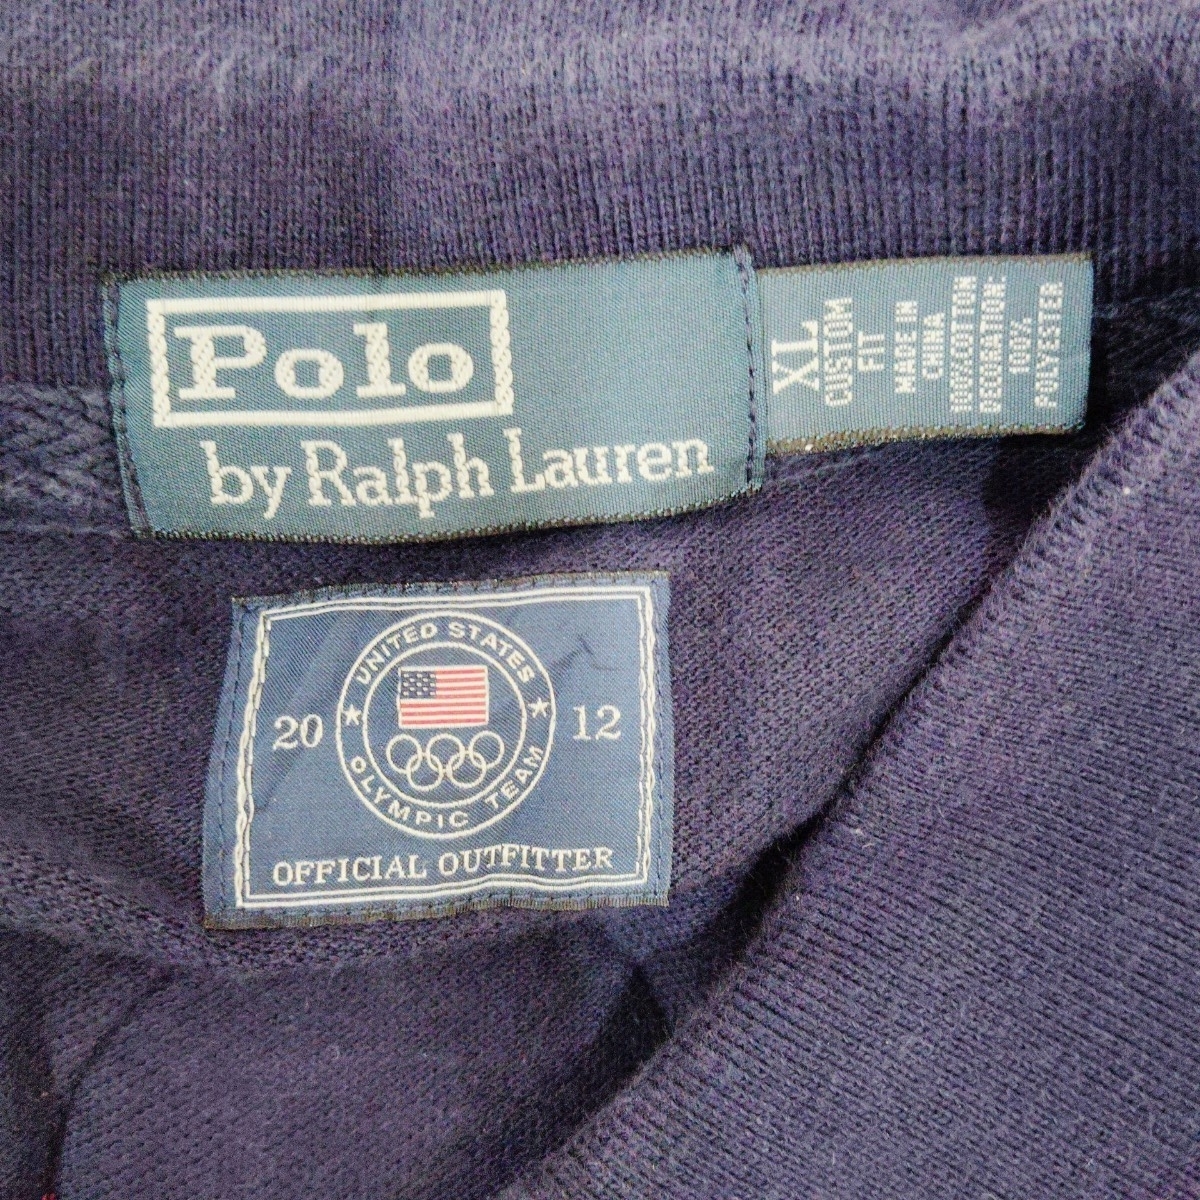 Polo
by Ralph Lauren
XL
CUSTOM
FIT
MADE IN
CHINA
100% COTTON
DECORATION:
100%
POLYESTER
UNITED STATES
20 12
OLYMPIC TEAM
OFFICIAL OUTFITTER